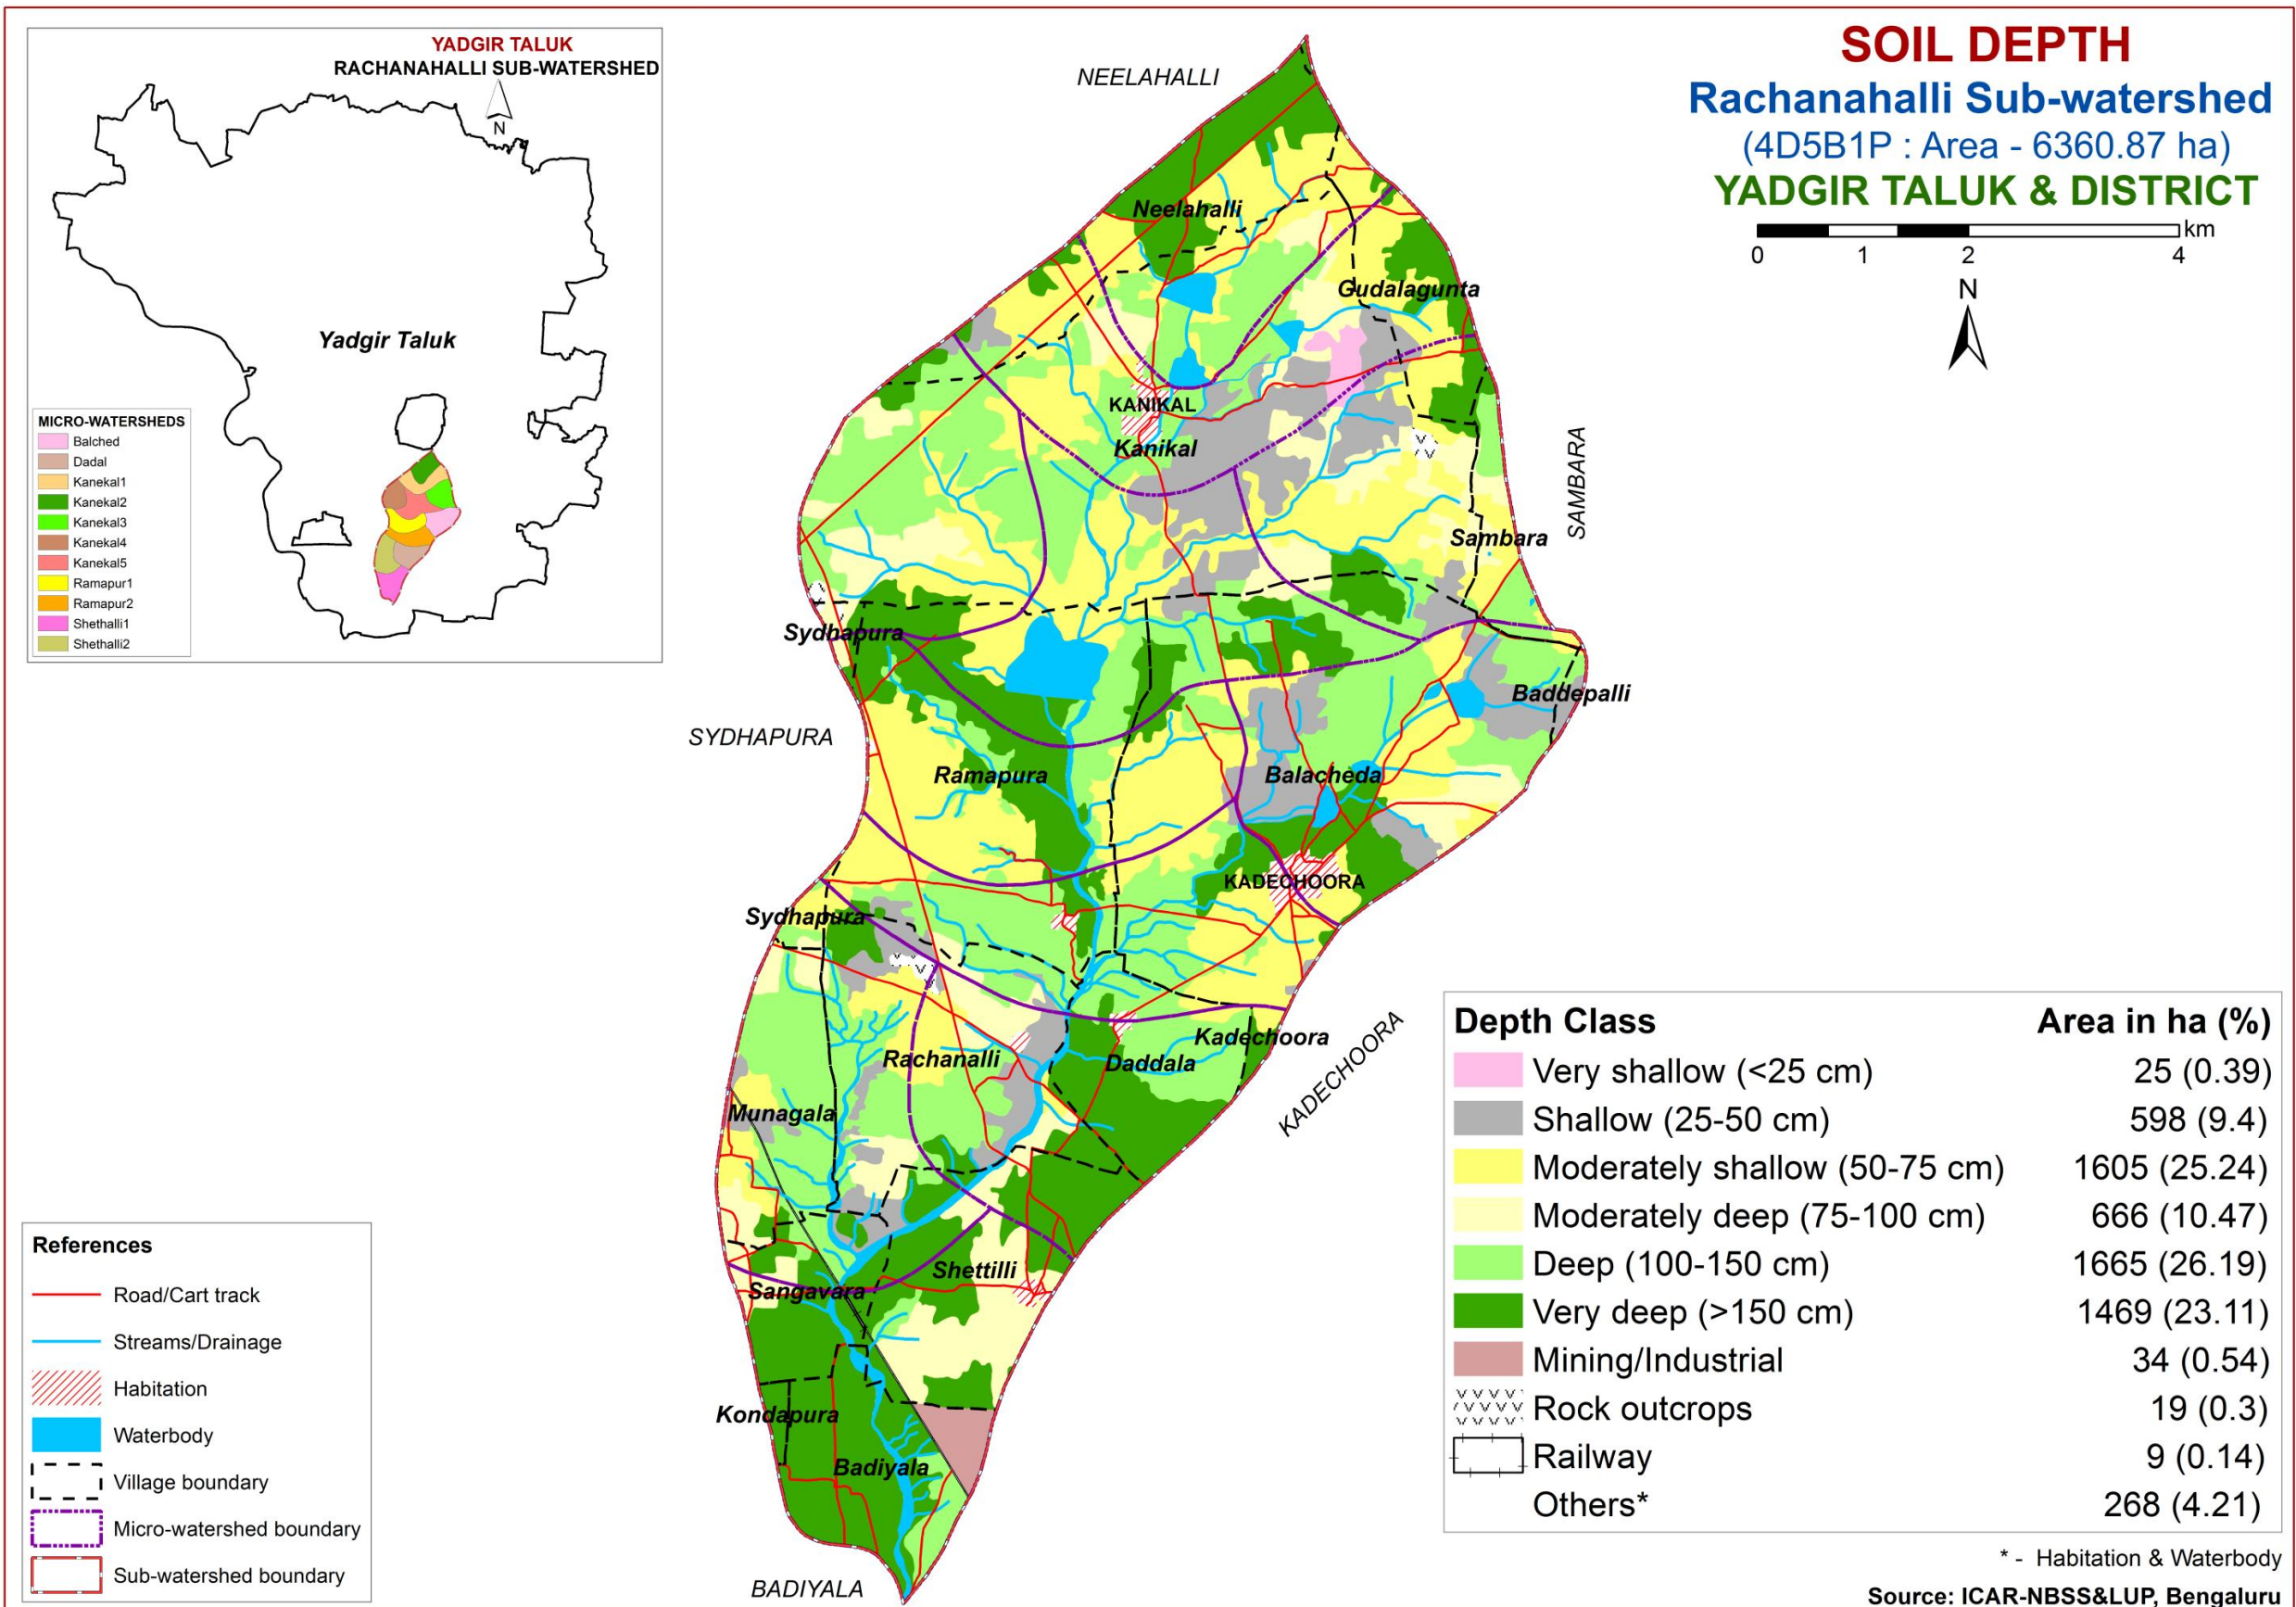 YADGIR TALUK
RACHANAHALLI SUB-WATERSHED
N
Yadgir Taluk
MICRO-WATERSHEDS
Balched
Dadal
Kanekal1
Kanekal2
Kanekal3
Kanekal4
Kanekal5
Ramapur1
Ramapur2
Shethalli1
Shethalli2
SOIL DEPTH
Rachanahalli Sub-watershed
(4D5B1P : Area - 6360.87 ha)
YADGIR TALUK & DISTRICT
km
0 1 2 4
N
NEELAHALLI
Neelahalli
Gudalagunta
KANIKAL
Kanikal
SAMBARA
Sambara
Sydhapura
Baddepalli
SYDHAPURA
Ramapura
Balacheda
KADECHOORA
Sydhapura
Kadechoora
Rachanalli
Daddala
KADECHOORA
Munagala
Shettilli
Sangavara
Kondapura
Badiyala
BADIYALA
References
Road/Cart track
Streams/Drainage
Habitation
Waterbody
Village boundary
Micro-watershed boundary
Sub-watershed boundary
Depth Class Area in ha (%)
Very shallow (<25 cm) 25 (0.39)
Shallow (25-50 cm) 598 (9.4)
Moderately shallow (50-75 cm) 1605 (25.24)
Moderately deep (75-100 cm) 666 (10.47)
Deep (100-150 cm) 1665 (26.19)
Very deep (>150 cm) 1469 (23.11)
Mining/Industrial 34 (0.54)
Rock outcrops 19 (0.3)
Railway 9 (0.14)
Others* 268 (4.21)
* - Habitation & Waterbody
Source: ICAR-NBSS&LUP, Bengaluru